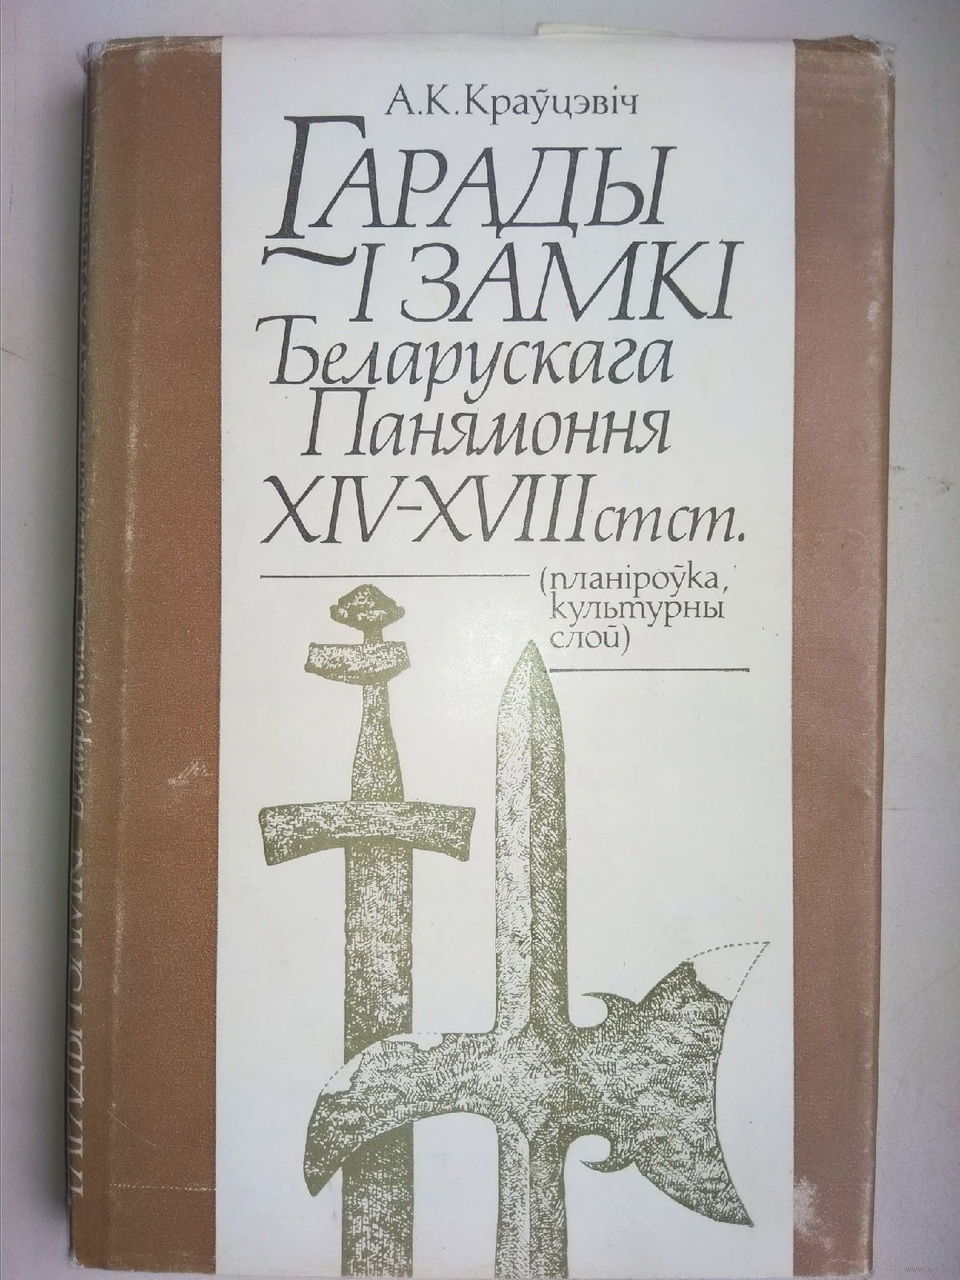 А.К.Краўцэвіч
ГАРАДЫ
І ЗАМКІ
Беларускага
Панямоння
XIV-XVIII стст.
(планіроўка,
культурны
слой)